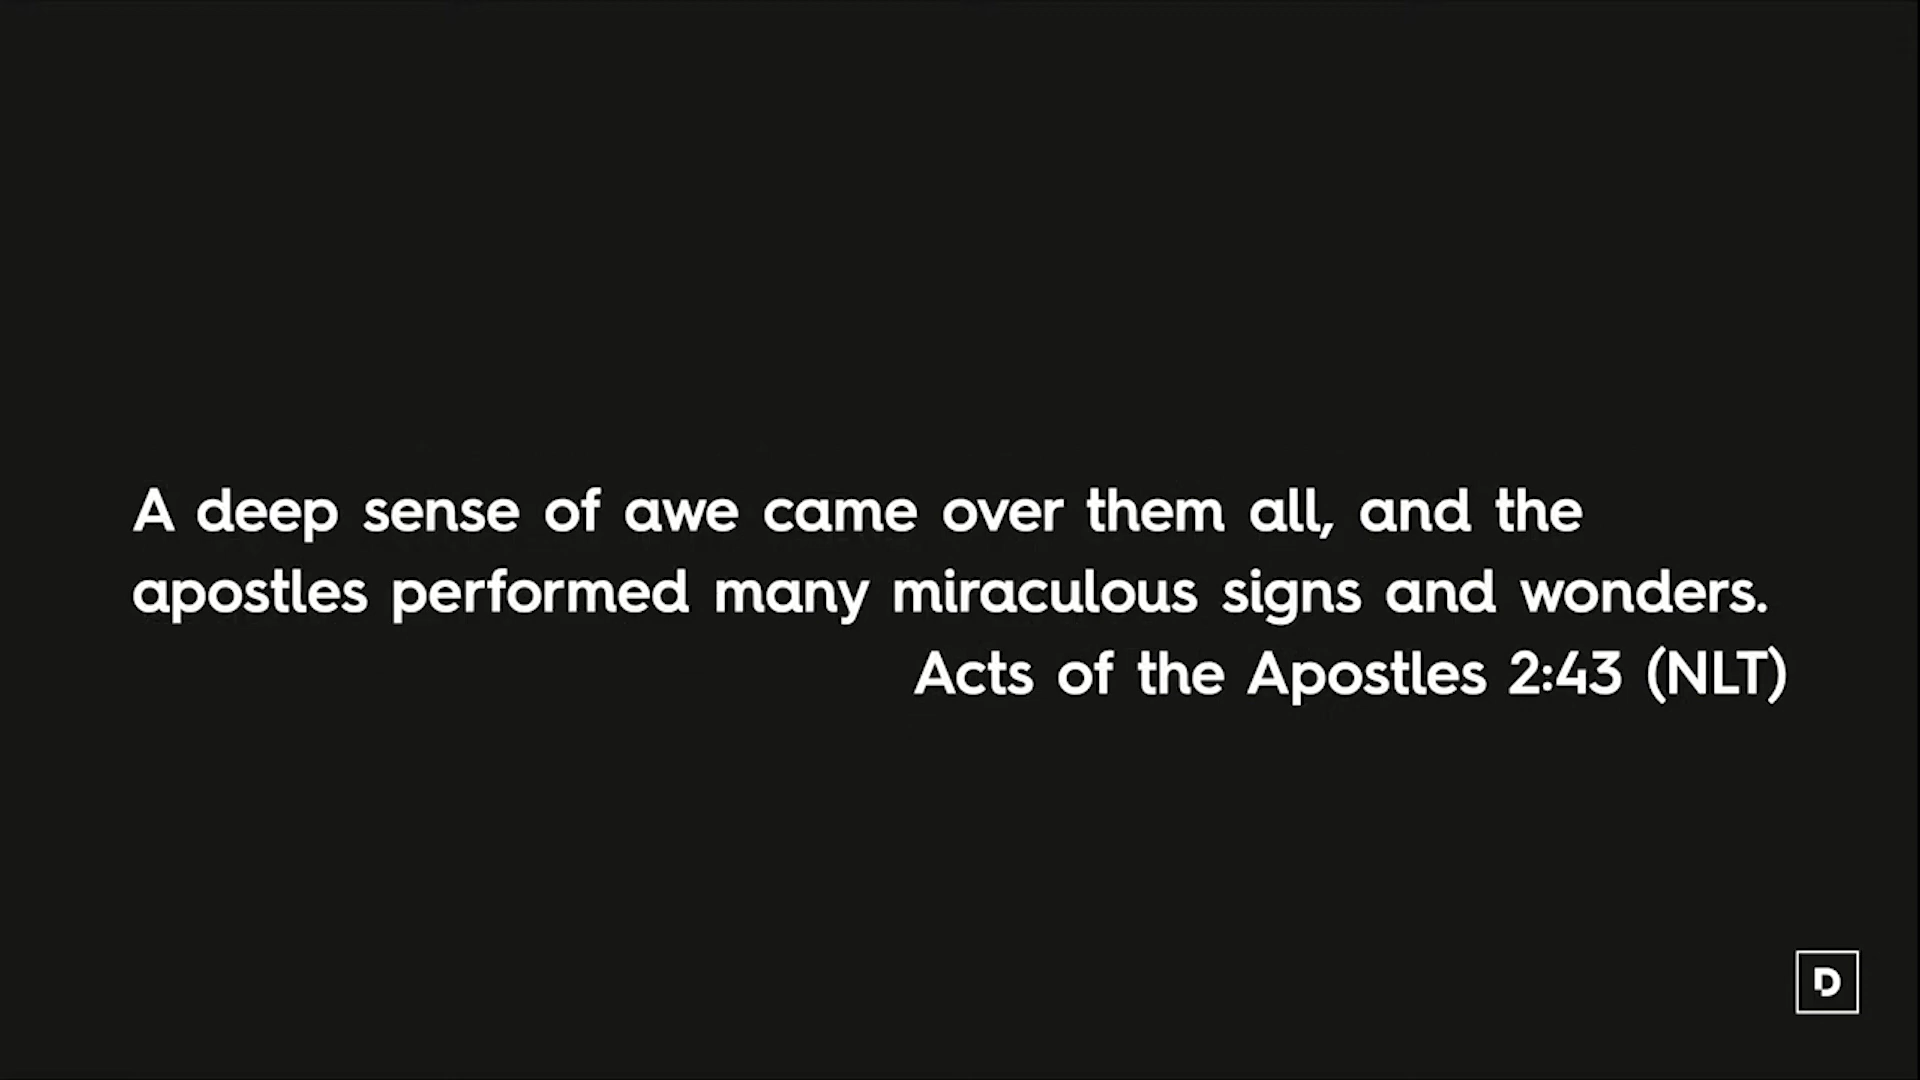 A deep sense of awe came over them all, and the
apostles performed many miraculous signs and wonders.
Acts of the Apostles 2:43 (NLT)
D